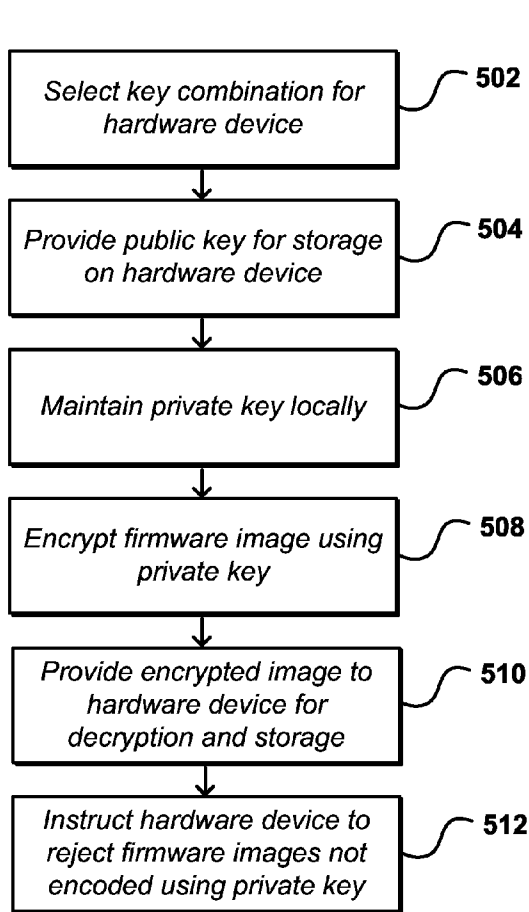 Select key combination for
hardware device
502
Provide public key for storage
on hardware device
504
Maintain private key locally
506
Encrypt firmware image using
private key
508
Provide encrypted image to
hardware device for
decryption and storage
510
Instruct hardware device to
reject firmware images not
encoded using private key
512